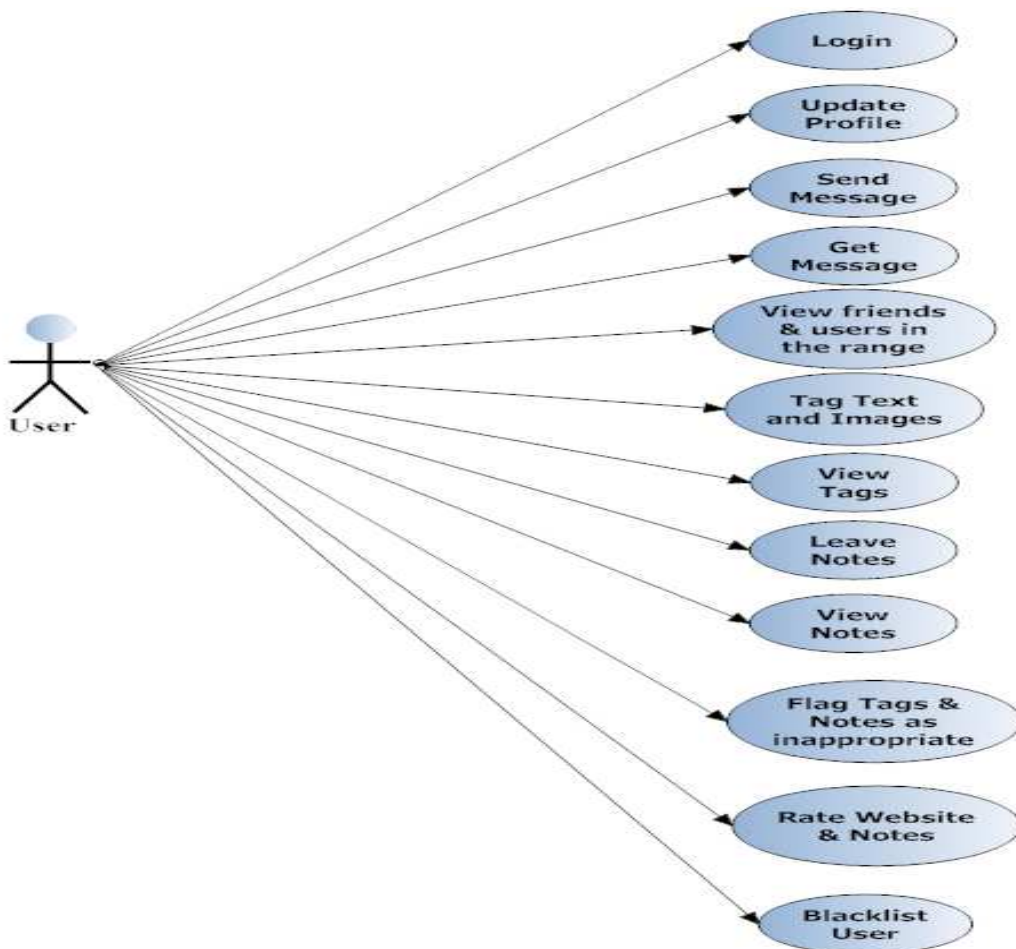 Login
Update
Profile
Send
Message
Get
Message
View friends
& users in
the range
User
Tag Text
and Images
View
Tags
Leave
Notes
View
Notes
Flag Tags &
Notes as
inappropriate
Rate Website
& Notes
Blacklist
User